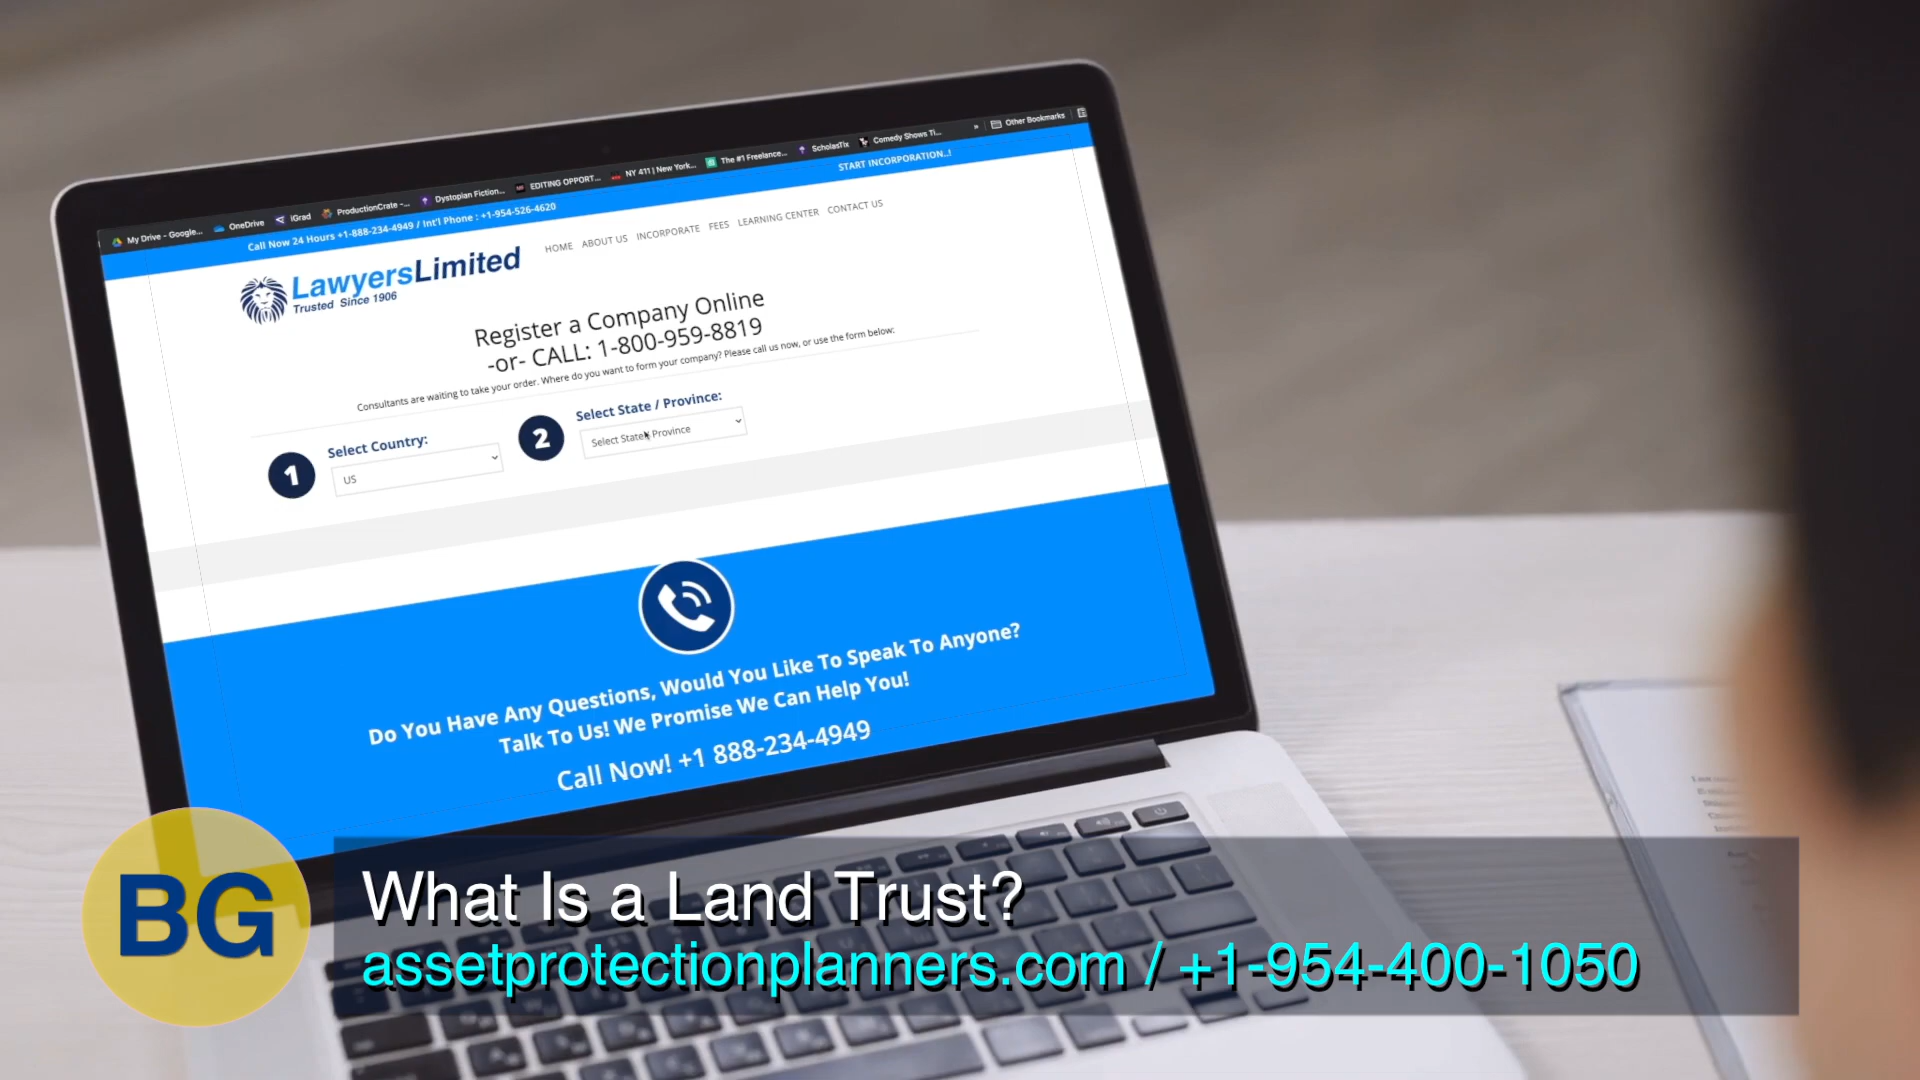 My Drive - Google...
OneDrive
iGrad
ProductionCrate -...
Dystopian Fiction...
EDITING OPPORT...
NY 411 | New York...
The #1 Freelance...
ScholasTix
Comedy Shows Ti...
»
Other Bookmarks
Call Now 24 Hours +1-888-234-4949 / Int'l Phone : +1-954-526-4620
START INCORPORATION..!
LawyersLimited
Trusted Since 1906
HOME ABOUT US INCORPORATE FEES LEARNING CENTER CONTACT US
Register a Company Online
-or- CALL: 1-800-959-8819
Consultants are waiting to take your order. Where do you want to form your company? Please call us now, or use the form below:
1
Select Country:
US
2
Select State / Province:
Select State Province
Do You Have Any Questions, Would You Like To Speak To Anyone?
Talk To Us! We Promise We Can Help You!
Call Now! +1 888-234-4949
BG
What Is a Land Trust?
assetprotectionplanners.com / +1-954-400-1050